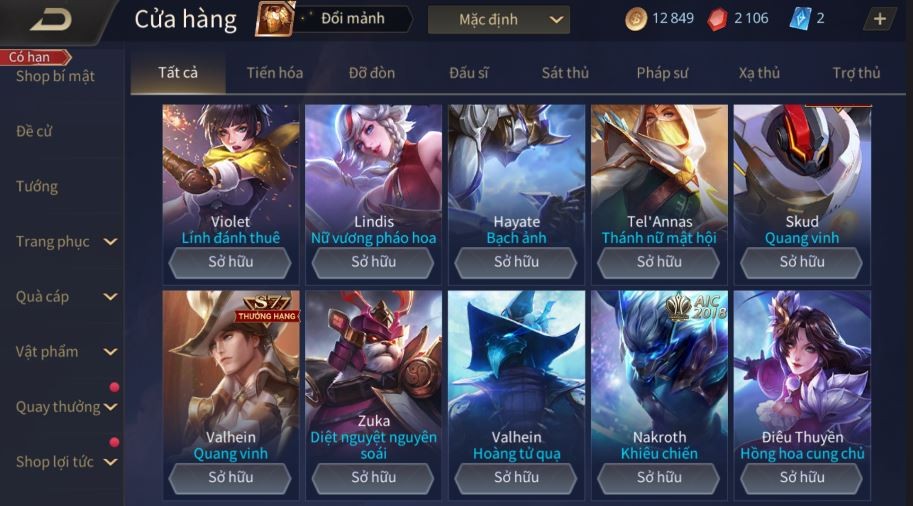 Cửa hàng
Đổi mảnh
Mặc định
12 849
2 106
2
Có hạn
Shop bí mật
Đề cử
Tướng
Trang phục
Quà cáp
Vật phẩm
Quay thưởng
Shop lợi tức
Tất cả
Tiến hóa
Đỡ đòn
Đấu sĩ
Sát thủ
Pháp sư
Xạ thủ
Trợ thủ
Violet
Lính đánh thuê
Sở hữu
Lindis
Nữ vương pháo hoa
Sở hữu
Hayate
Bạch ảnh
Sở hữu
Tel'Annas
Thánh nữ mật hội
Sở hữu
Skud
Quang vinh
Sở hữu
S7
THƯỞNG HẠNG
Valhein
Quang vinh
Sở hữu
Zuka
Diệt nguyệt nguyên
soái
Sở hữu
Valhein
Hoàng tử quạ
Sở hữu
AIC
2018
Nakroth
Khiêu chiến
Sở hữu
Điêu Thuyền
Hồng hoa cung chủ
Sở hữu